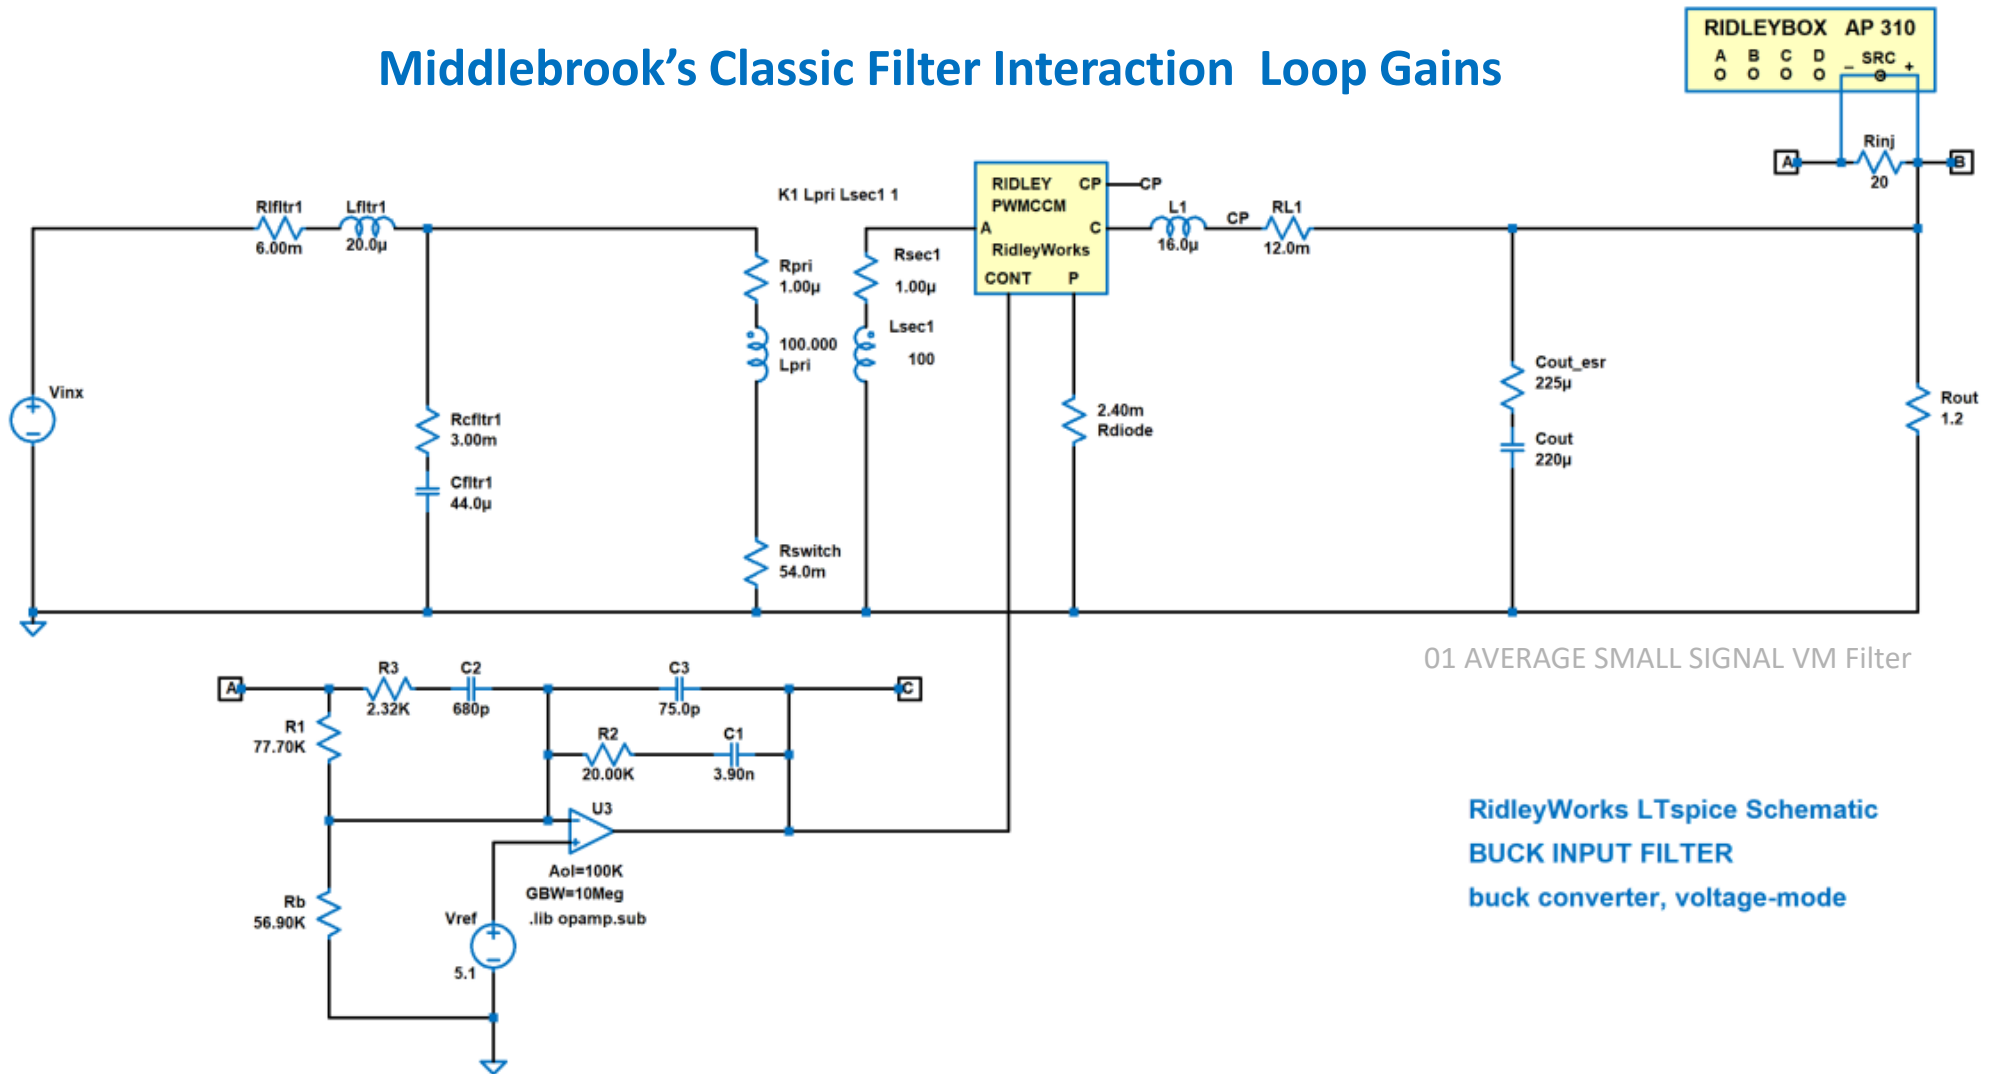 Middlebrook's Classic Filter Interaction Loop Gains
RIDLEYBOX AP 310
A B C D – SRC +
A Rinj B
20
K1 Lpri Lsec1 1
Rlfltr1 Lfltr1
6.00m 20.0µ
RIDLEY CP CP
PWMCCM
A C
RidleyWorks
CONT P
L1 CP RL1
16.0µ 12.0m
Rpri
1.00µ
Rsec1
1.00µ
100.000
Lpri
Lsec1
100
Vinx
+
–
Rcfltr1
3.00m
Cfltr1
44.0µ
2.40m
Rdiode
Cout_esr
225µ
Cout
220µ
Rout
1.2
Rswitch
54.0m
01 AVERAGE SMALL SIGNAL VM Filter
A R3 C2 C3 C
2.32K 680p 75.0p
R1
77.70K
R2 C1
20.00K 3.90n
U3
–
+
Aol=100K
GBW=10Meg
.lib opamp.sub
Rb
56.90K
Vref
+
–
5.1
RidleyWorks LTspice Schematic
BUCK INPUT FILTER
buck converter, voltage-mode